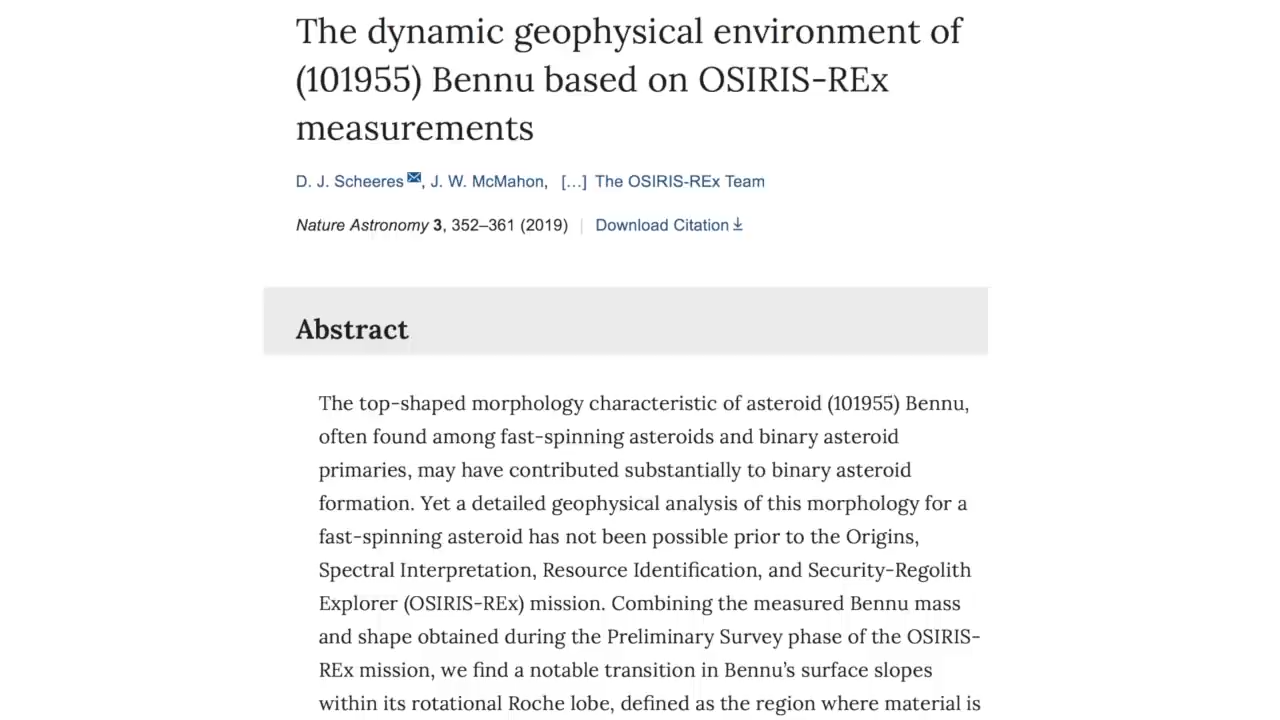 The dynamic geophysical environment of
(101955) Bennu based on OSIRIS-REx
measurements
D. J. Scheeres, J. W. McMahon, [...] The OSIRIS-REx Team
Nature Astronomy 3, 352–361 (2019) | Download Citation
Abstract
The top-shaped morphology characteristic of asteroid (101955) Bennu,
often found among fast-spinning asteroids and binary asteroid
primaries, may have contributed substantially to binary asteroid
formation. Yet a detailed geophysical analysis of this morphology for a
fast-spinning asteroid has not been possible prior to the Origins,
Spectral Interpretation, Resource Identification, and Security-Regolith
Explorer (OSIRIS-REx) mission. Combining the measured Bennu mass
and shape obtained during the Preliminary Survey phase of the OSIRIS-
REx mission, we find a notable transition in Bennu's surface slopes
within its rotational Roche lobe, defined as the region where material is